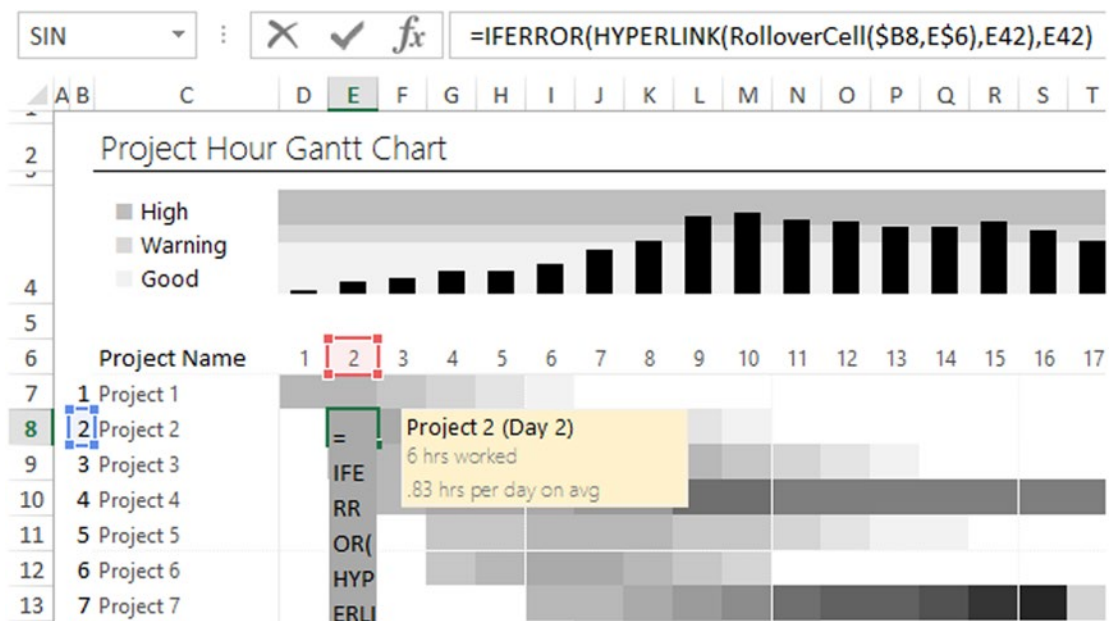 SIN fx =IFERROR(HYPERLINK(RolloverCell($B8,E$6),E42),E42)
A B C D E F G H I J K L M N O P Q R S T
2 Project Hour Gantt Chart
High
Warning
4 Good
5
6 Project Name 1 2 3 4 5 6 7 8 9 10 11 12 13 14 15 16 17
7 1 Project 1
8 2 Project 2 = Project 2 (Day 2)
6 hrs worked
9 3 Project 3 IFE
.83 hrs per day on avg
10 4 Project 4 RR
11 5 Project 5 OR(
12 6 Project 6 HYP
13 7 Project 7 ERLI